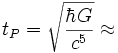 t_P = \sqrt{\frac{\hbar G}{c^5}} \approx